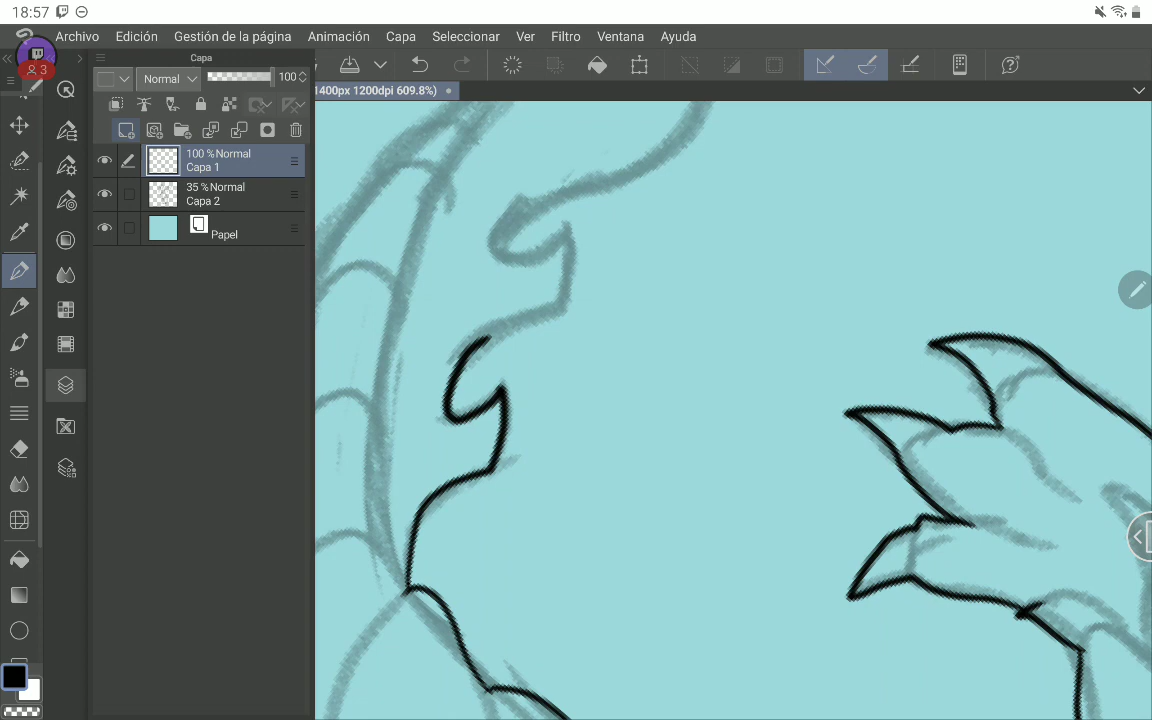 18:57
Archivo Edición Gestión de la página Animación Capa Seleccionar Ver Filtro Ventana Ayuda
3
Capa
Normal 100
1400px 1200dpi 609.8%)
100 %Normal
Capa 1
35 %Normal
Capa 2
Papel